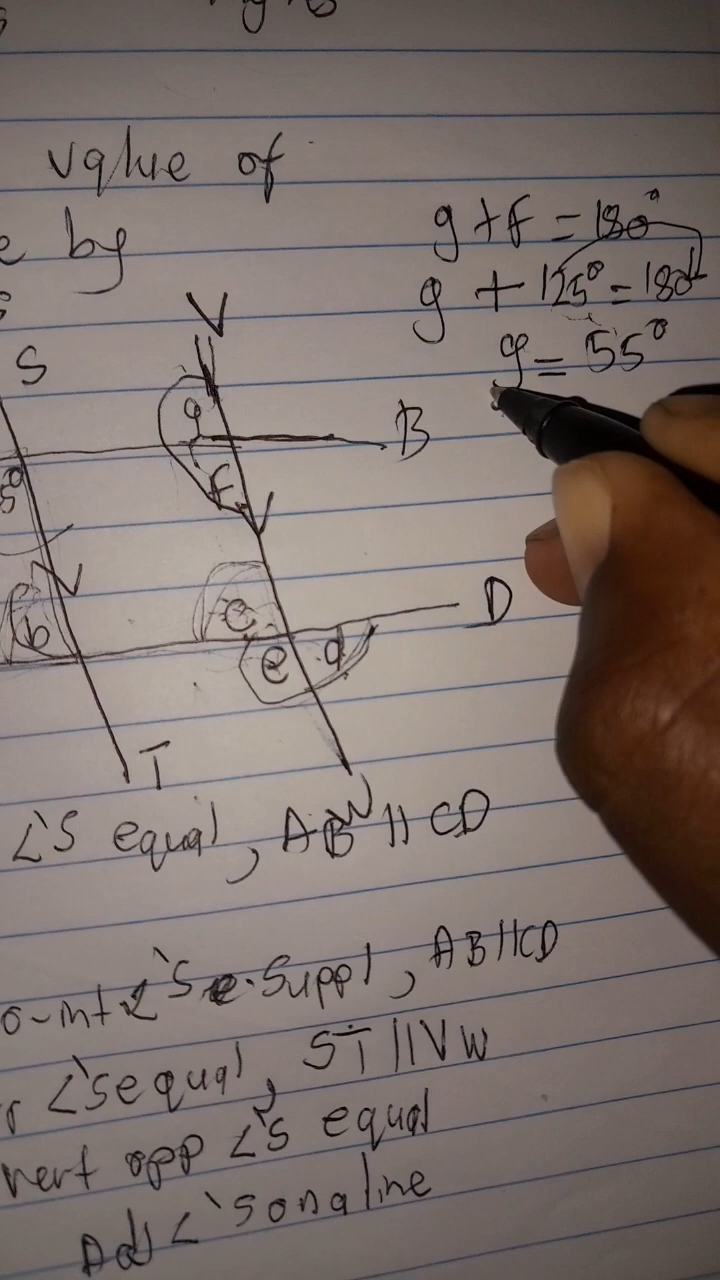 value of
e by
g + f = 180°
g + 125° = 180°
g = 55°
S
V
g
B
f
b
c
D
e
d
T
W
∠'s equal, AB // CD
o-int ∠'s Suppl, AB//CD
r ∠'s equal, ST // VW
vert opp ∠'s equal
Adj ∠'s on a line